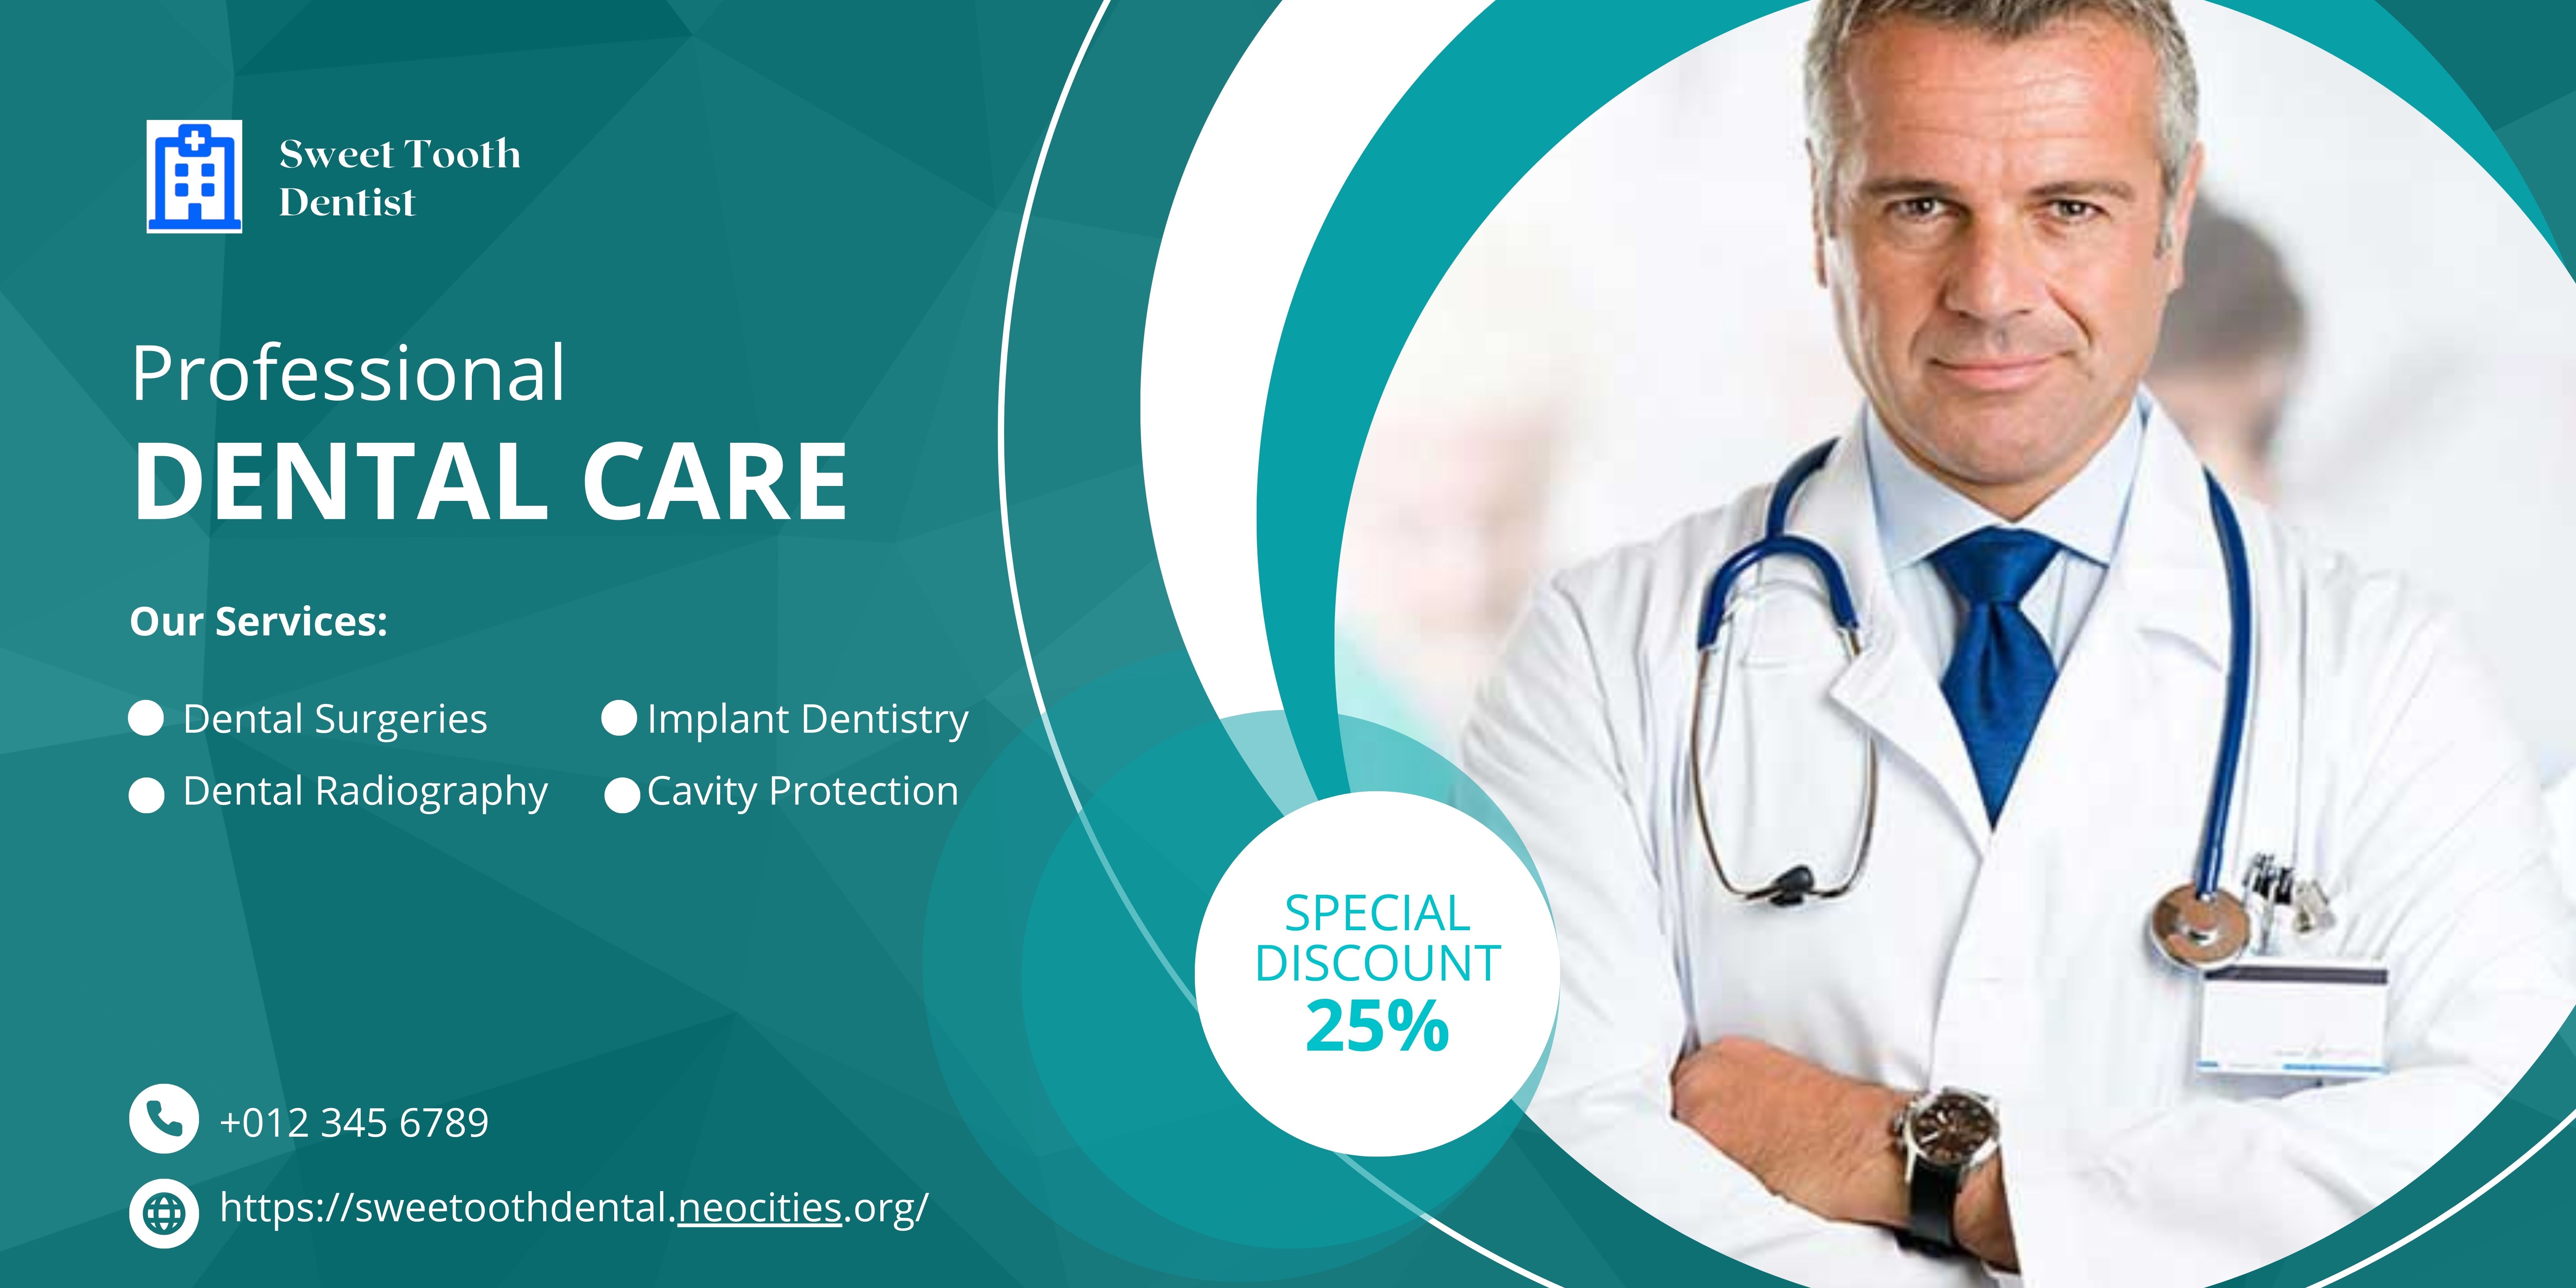 Sweet Tooth
Dentist
Professional
DENTAL CARE
Our Services:
Dental Surgeries
Implant Dentistry
Dental Radiography
Cavity Protection
SPECIAL
DISCOUNT
25%
+012 345 6789
https://sweetoothdental.neocities.org/